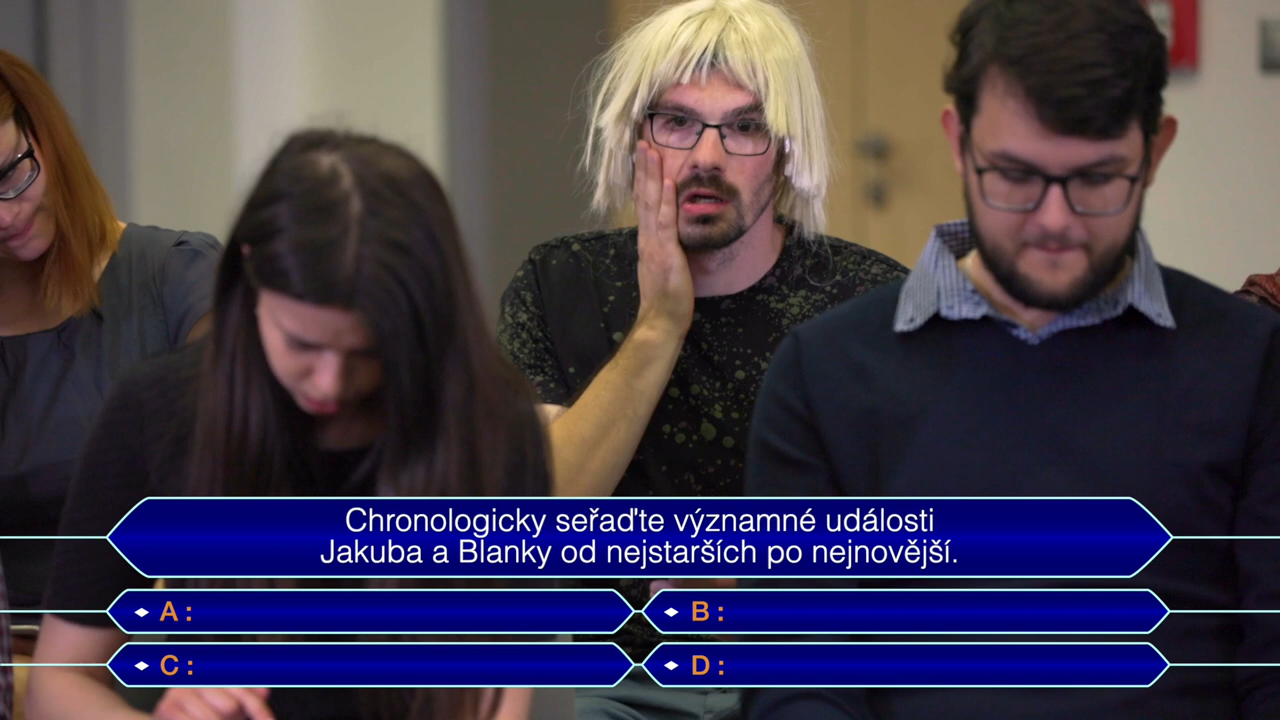 Chronologicky seřaďte významné události
Jakuba a Blanky od nejstarších po nejnovější.
A :
B :
C :
D :